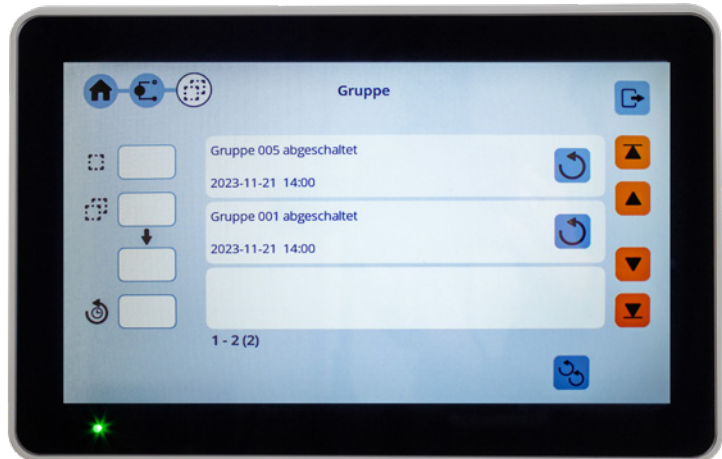 Gruppe
Gruppe 005 abgeschaltet
2023-11-21 14:00
Gruppe 001 abgeschaltet
2023-11-21 14:00
1 - 2 (2)